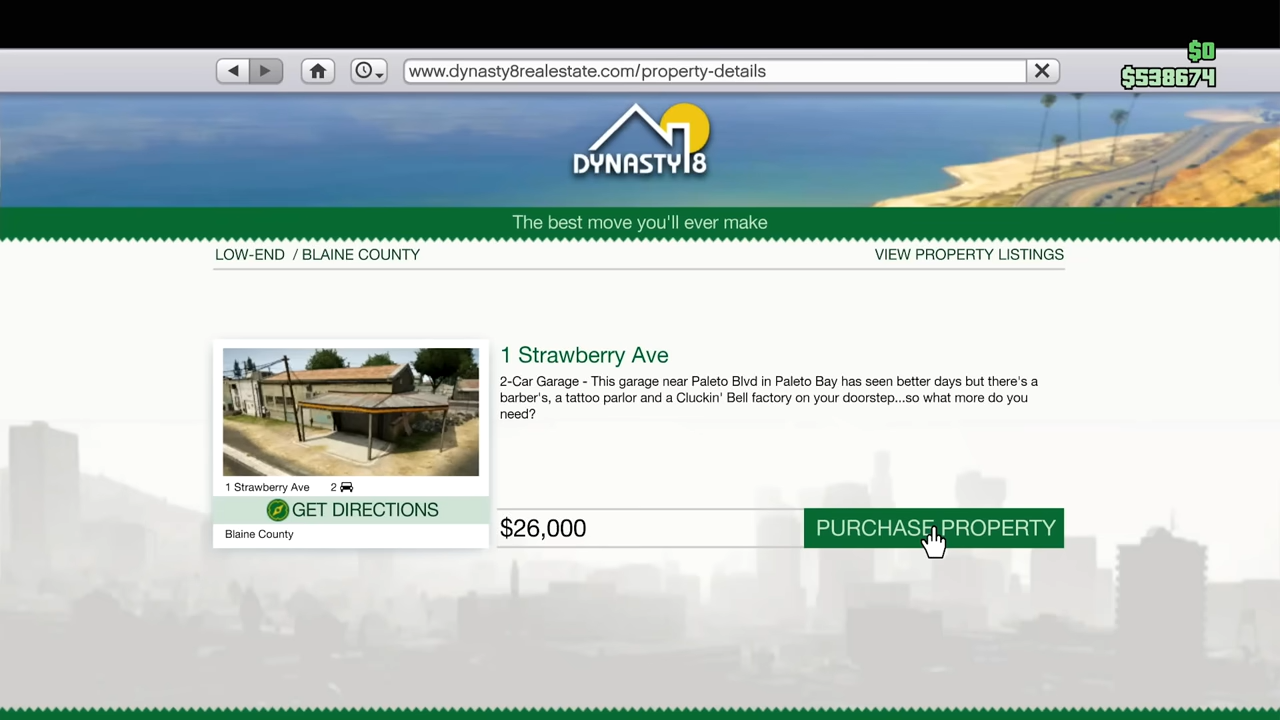 $0
www.dynasty8realestate.com/property-details
$538674
DYNASTY 8
The best move you'll ever make
LOW-END / BLAINE COUNTY
VIEW PROPERTY LISTINGS
1 Strawberry Ave
2-Car Garage - This garage near Paleto Blvd in Paleto Bay has seen better days but there's a
barber's, a tattoo parlor and a Cluckin' Bell factory on your doorstep...so what more do you
need?
1 Strawberry Ave 2
GET DIRECTIONS
Blaine County
$26,000
PURCHASE PROPERTY